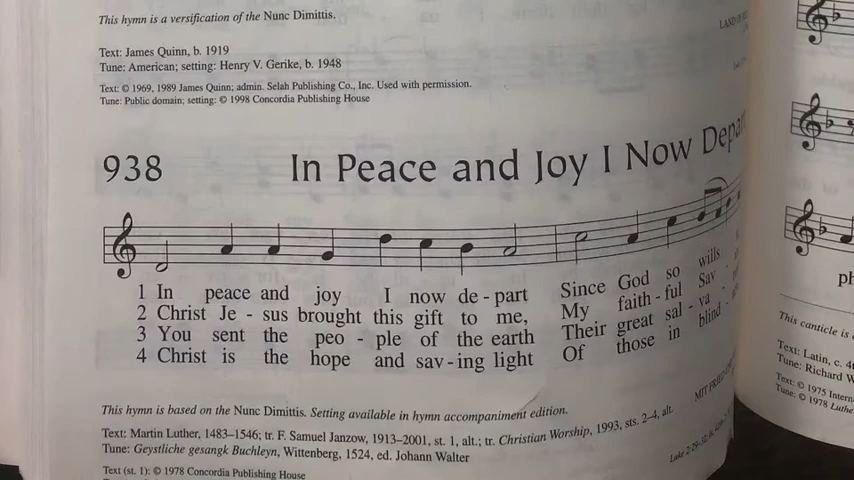 This hymn is a versification of the Nunc Dimittis.
Text: James Quinn, b. 1919
Tune: American; setting: Henry V. Gerike, b. 1948
Text: © 1969, 1989 James Quinn; admin. Selah Publishing Co., Inc. Used with permission.
Tune: Public domain; setting: © 1998 Concordia Publishing House
938 In Peace and Joy I Now
1 In peace and joy I now de - part Since God so wills
2 Christ Je - sus brought this gift to me, My faith - ful Sav
3 You sent the peo - ple of the earth Their great sal - va -
4 Christ is the hope and sav - ing light Of those in blind -
This hymn is based on the Nunc Dimittis. Setting available in hymn accompaniment edition.
Text: Martin Luther, 1483–1546; tr. F. Samuel Janzow, 1913–2001, st. 1, alt.; tr. Christian Worship, 1993, sts. 2–4, alt.
Tune: Geystliche gesangk Buchleyn, Wittenberg, 1524, ed. Johann Walter
Text (st. 1): © 1978 Concordia Publishing House
MIT FRIED
ph
This canticle is
Text: Latin, c.
Tune: Richard W
Text: © 1975
Tune: © 1978